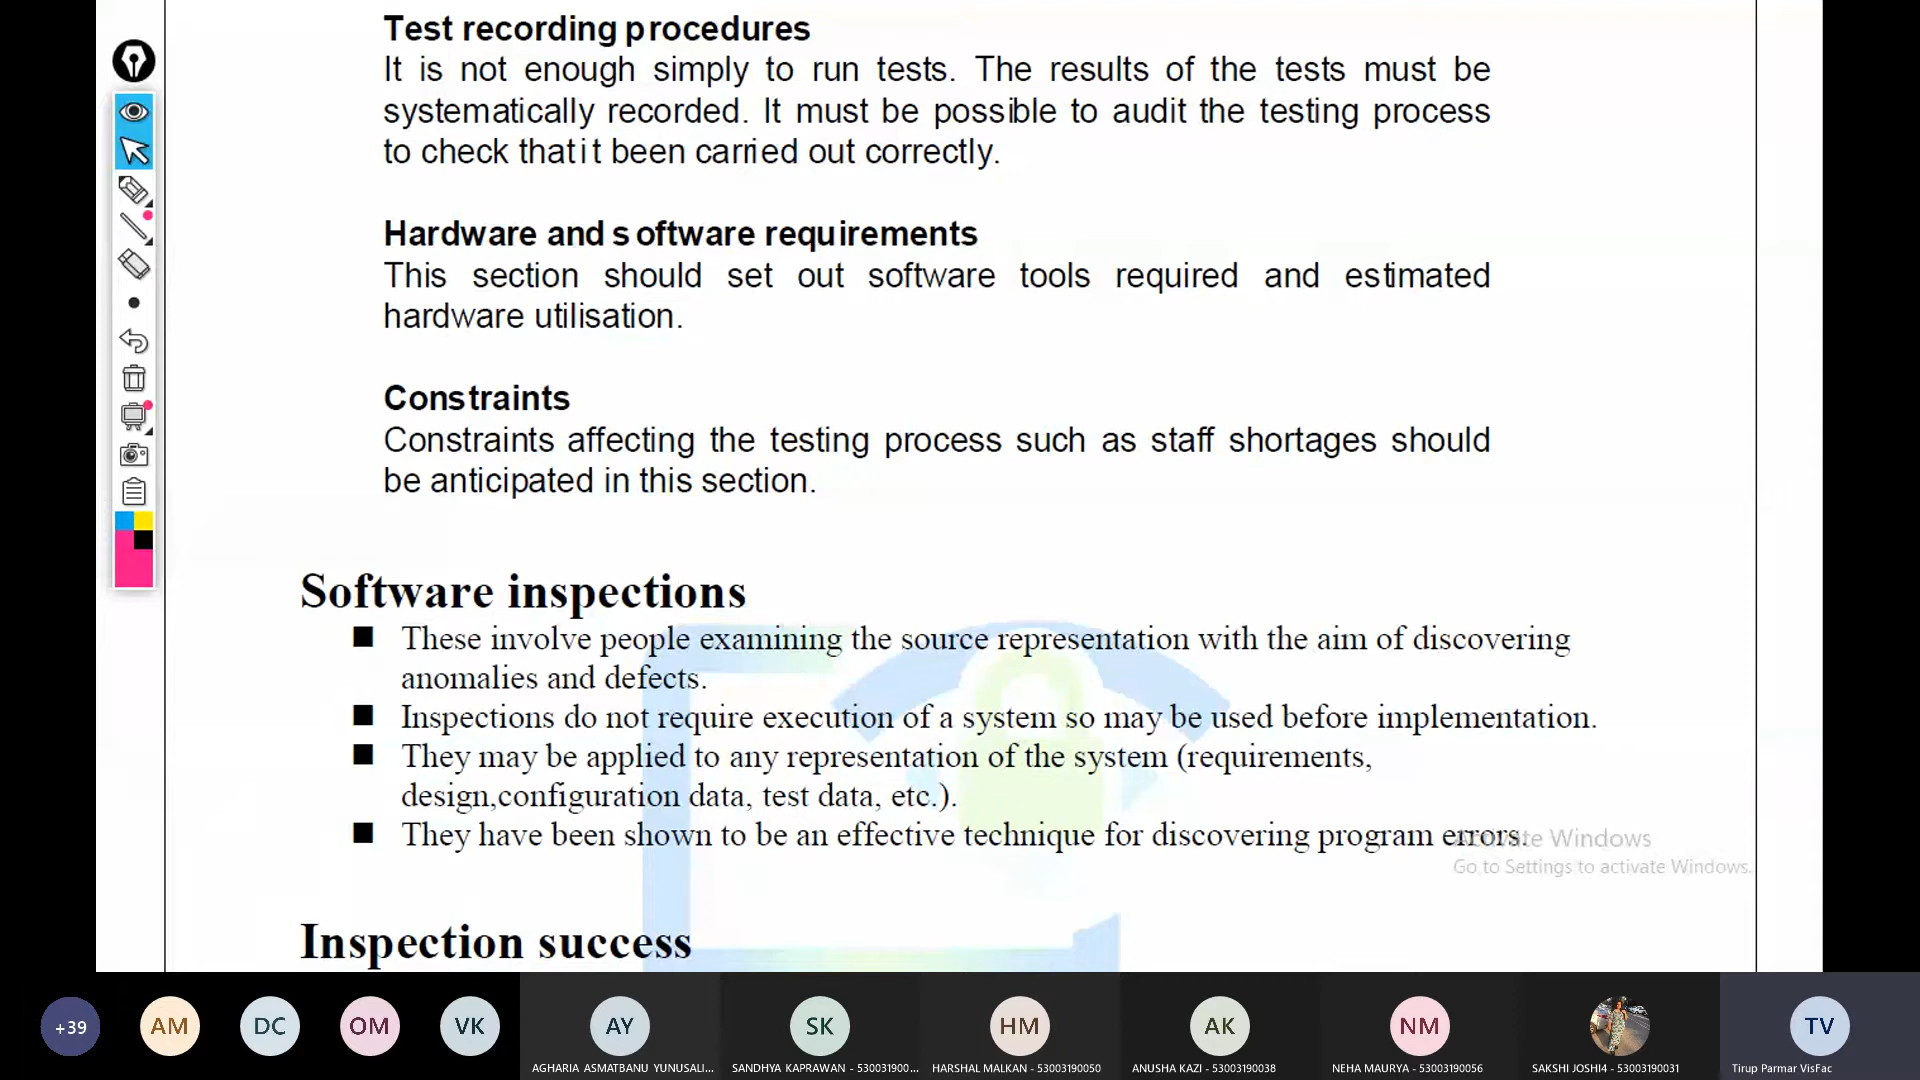 Test recording procedures
It is not enough simply to run tests. The results of the tests must be
systematically recorded. It must be possible to audit the testing process
to check that it been carried out correctly.
Hardware and software requirements
This section should set out software tools required and estimated
hardware utilisation.
Constraints
Constraints affecting the testing process such as staff shortages should
be anticipated in this section.
Software inspections
■ These involve people examining the source representation with the aim of discovering
anomalies and defects.
■ Inspections do not require execution of a system so may be used before implementation.
■ They may be applied to any representation of the system (requirements,
design,configuration data, test data, etc.).
■ They have been shown to be an effective technique for discovering program errors.
Activate Windows
Go to Settings to activate Windows.
Inspection success
+39
AM
DC
OM
VK
AY
SK
HM
AK
NM
TV
AGHARIA ASMATBANU YUNUSALI...
SANDHYA KAPRAWAN - 530031900...
HARSHAL MALKAN - 53003190050
ANUSHA KAZI - 53003190038
NEHA MAURYA - 53003190056
SAKSHI JOSHI4 - 53003190031
Tirup Parmar VisFac